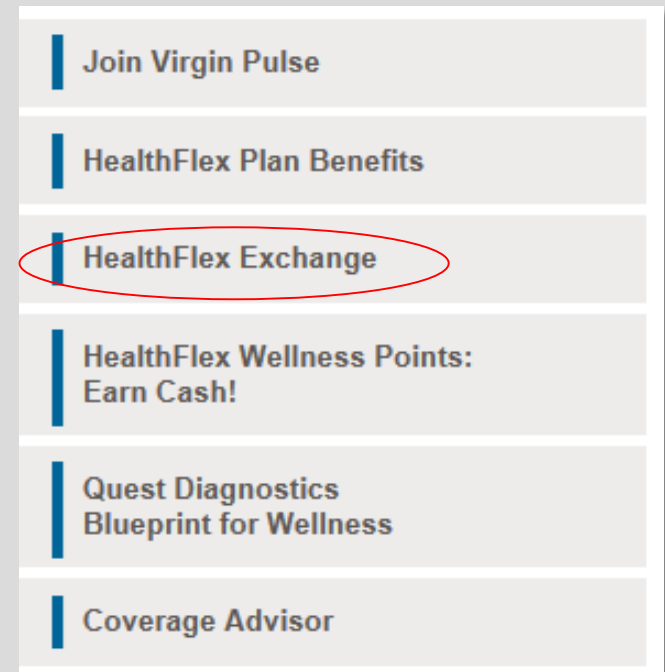 Join Virgin Pulse
HealthFlex Plan Benefits
HealthFlex Exchange
HealthFlex Wellness Points:
Earn Cash!
Quest Diagnostics
Blueprint for Wellness
Coverage Advisor